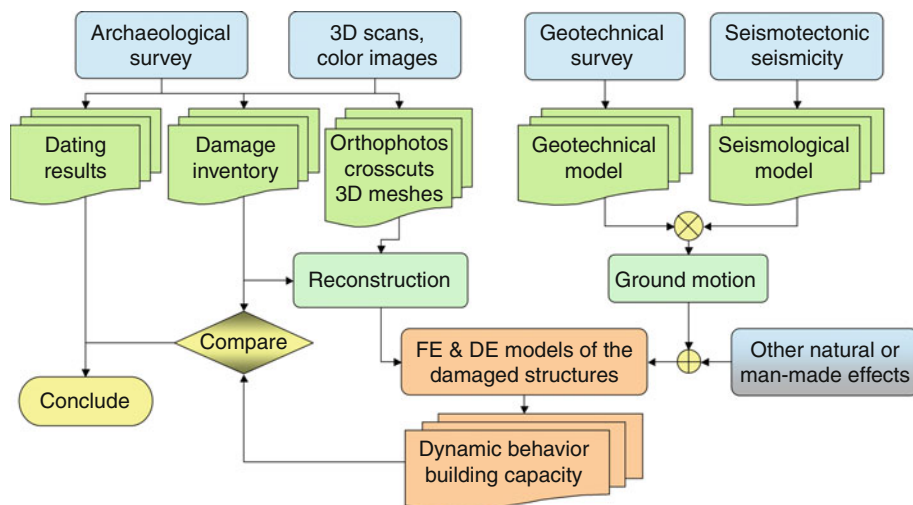 Archaeological
survey
3D scans,
color images
Geotechnical
survey
Seismotectonic
seismicity
Dating
results
Damage
inventory
Orthophotos
crosscuts
3D meshes
Geotechnical
model
Seismological
model
Reconstruction
Ground motion
Compare
FE & DE models of the
damaged structures
Other natural or
man-made effects
Conclude
Dynamic behavior
building capacity